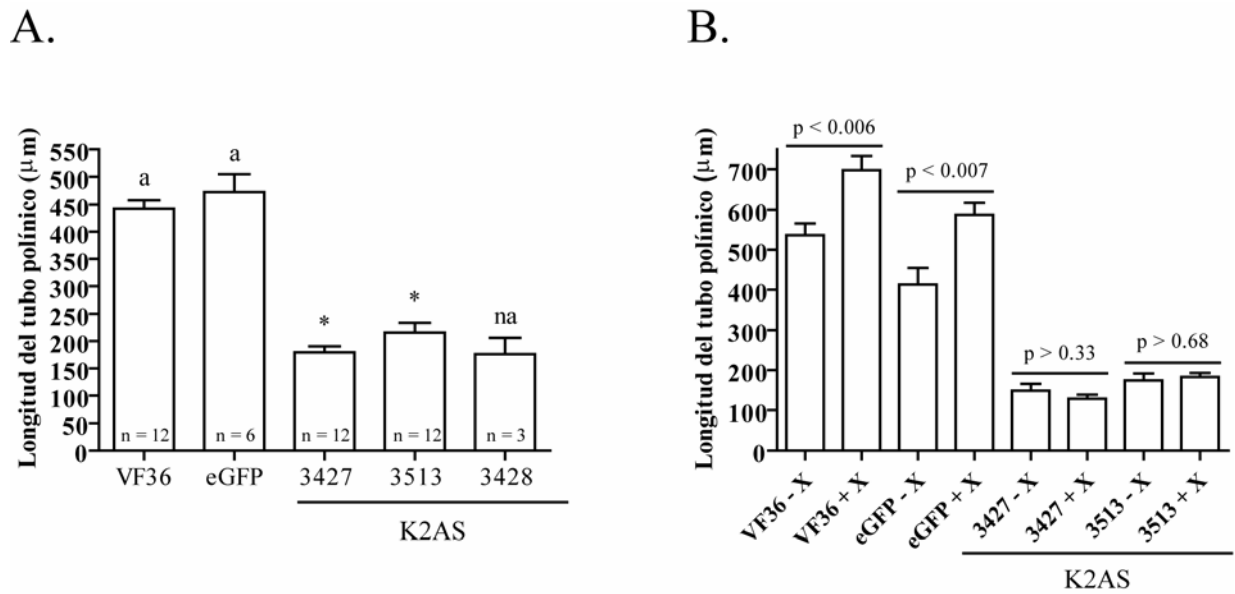 A.
Longitud del tubo polínico (μm)
550
500
450
400
350
300
250
200
150
100
50
0
a
a
*
*
na
n = 12
n = 6
n = 12
n = 12
n = 3
VF36
eGFP
3427
3513
3428
K2AS
B.
Longitud del tubo polínico (μm)
700
600
500
400
300
200
100
0
p < 0.006
p < 0.007
p > 0.33
p > 0.68
VF36 - X
VF36 + X
eGFP - X
eGFP + X
3427 - X
3427 + X
3513 - X
3513 + X
K2AS